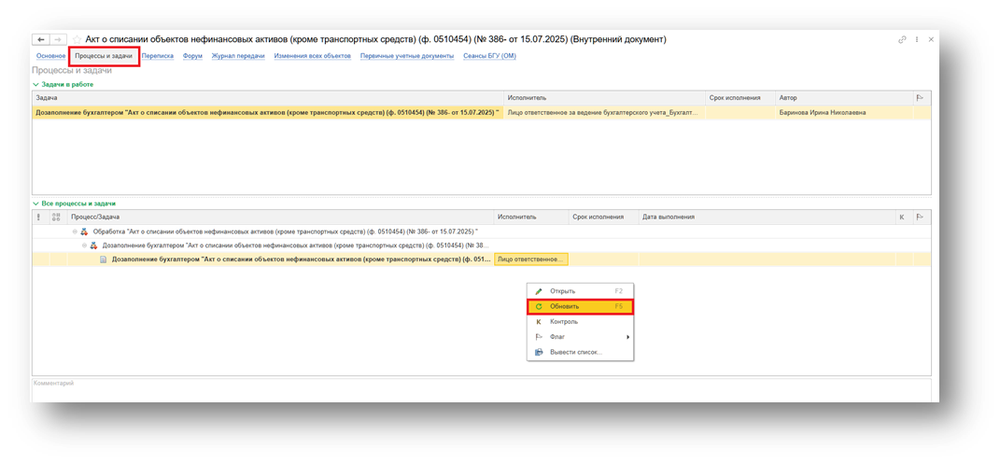 Акт о списании объектов нефинансовых активов (кроме транспортных средств) (ф. 0510454) (№ 386- от 15.07.2025) (Внутренний документ)
Основное Процессы и задачи Переписка Форум Журнал передачи Изменения всех объектов Первичные учетные документы Сеансы БГУ (ОМ)
Процессы и задачи
Задачи в работе
Задача Исполнитель Срок исполнения Автор
Дозаполнение бухгалтером "Акт о списании объектов нефинансовых активов (кроме транспортных средств) (ф. 0510454) (№ 386- от 15.07.2025) " Лицо ответственное за ведение бухгалтерского учета_Бухгалт... Баринова Ирина Николаевна
Все процессы и задачи
Процесс/Задача Исполнитель Срок исполнения Дата выполнения К
Обработка "Акт о списании объектов нефинансовых активов (кроме транспортных средств) (ф. 0510454) (№ 386- от 15.07.2025) "
Дозаполнение бухгалтером "Акт о списании объектов нефинансовых активов (кроме транспортных средств) (ф. 0510454) (№ 38...
Дозаполнение бухгалтером "Акт о списании объектов нефинансовых активов (кроме транспортных средств) (ф. 051... Лицо ответственное...
Открыть F2
Обновить F5
К Контроль
Флаг
Вывести список...
Комментарий